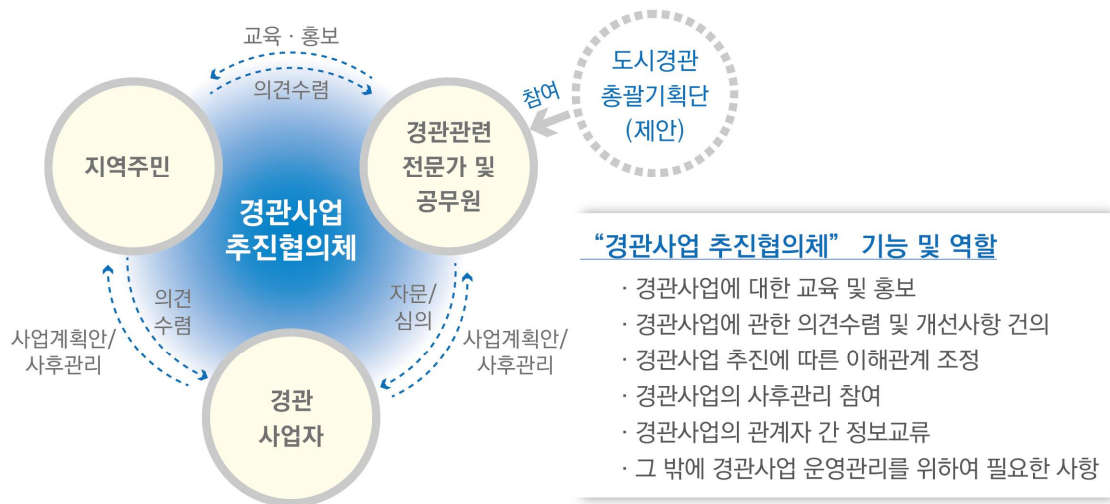 교육 · 홍보
의견수렴
도시경관
총괄기획단
(제안)
참여
지역주민
경관관련
전문가 및
공무원
경관사업
추진협의체
의견
수렴
사업계획안/
사후관리
자문/
심의
사업계획안/
사후관리
경관
사업자
“경관사업 추진협의체” 기능 및 역할
· 경관사업에 대한 교육 및 홍보
· 경관사업에 관한 의견수렴 및 개선사항 건의
· 경관사업 추진에 따른 이해관계 조정
· 경관사업의 사후관리 참여
· 경관사업의 관계자 간 정보교류
· 그 밖에 경관사업 운영관리를 위하여 필요한 사항